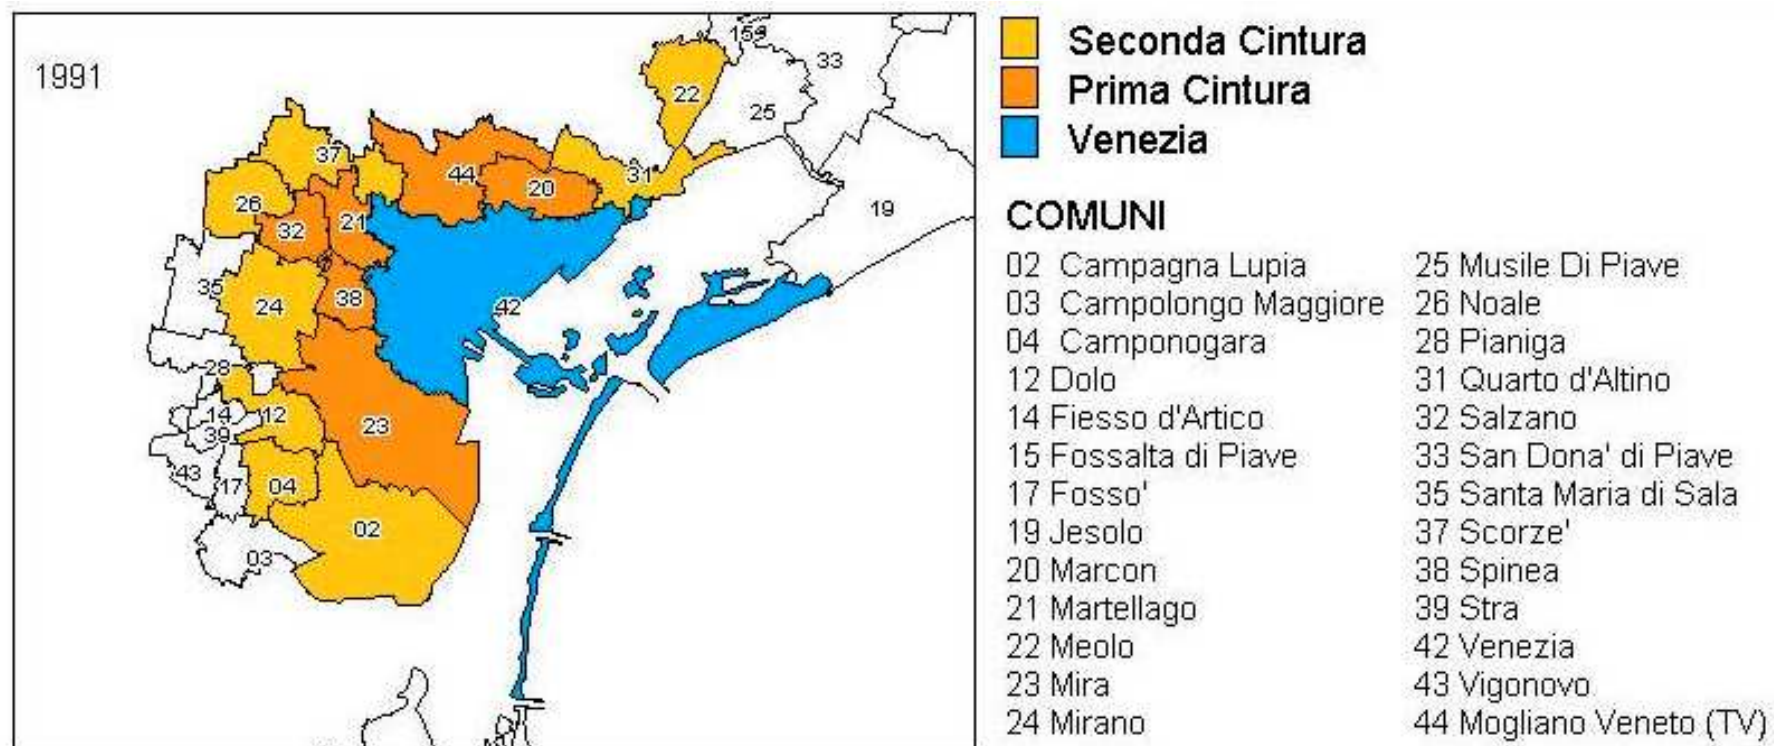 1991
Seconda Cintura
Prima Cintura
Venezia
COMUNI
02 Campagna Lupia
03 Campolongo Maggiore
04 Camponogara
12 Dolo
14 Fiesso d'Artico
15 Fossalta di Piave
17 Fosso'
19 Jesolo
20 Marcon
21 Martellago
22 Meolo
23 Mira
24 Mirano
25 Musile Di Piave
26 Noale
28 Pianiga
31 Quarto d'Altino
32 Salzano
33 San Dona' di Piave
35 Santa Maria di Sala
37 Scorze'
38 Spinea
39 Stra
42 Venezia
43 Vigonovo
44 Mogliano Veneto (TV)
33
22
25
37
44
20
31
26
21
32
19
35
24
38
42
28
14
12
39
23
43
17
04
02
03